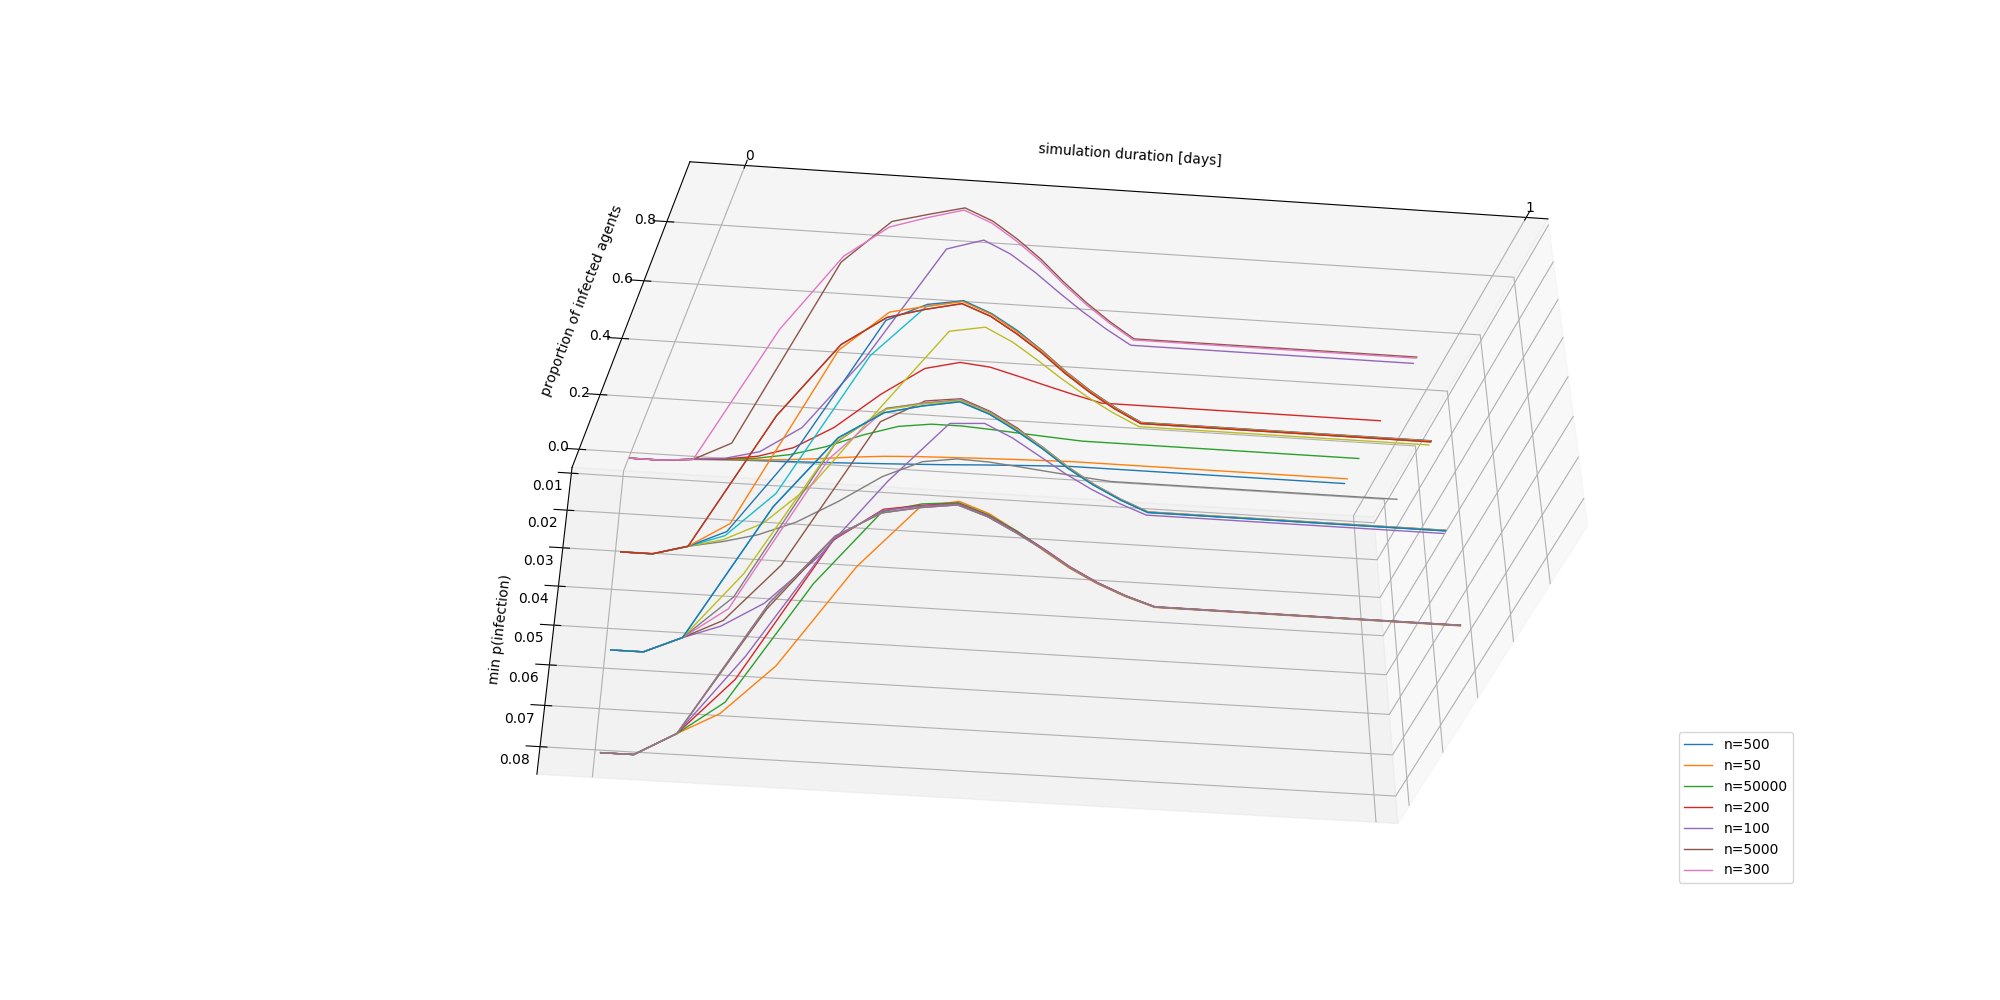 simulation duration [days]
0
1
proportion of infected agents
0.8
0.6
0.4
0.2
0.0
0.01
0.02
0.03
0.04
0.05
0.06
0.07
0.08
min p(infection)
n=500
n=50
n=50000
n=200
n=100
n=5000
n=300